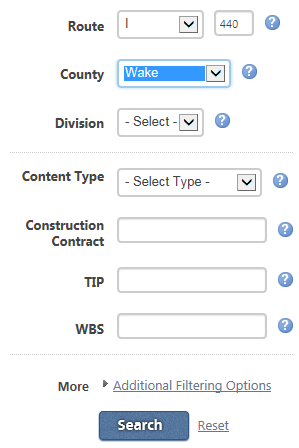 Route I 440 ?
County Wake ?
Division - Select - ?
Content Type - Select Type - ?
Construction
Contract ?
TIP ?
WBS ?
More Additional Filtering Options
Search Reset